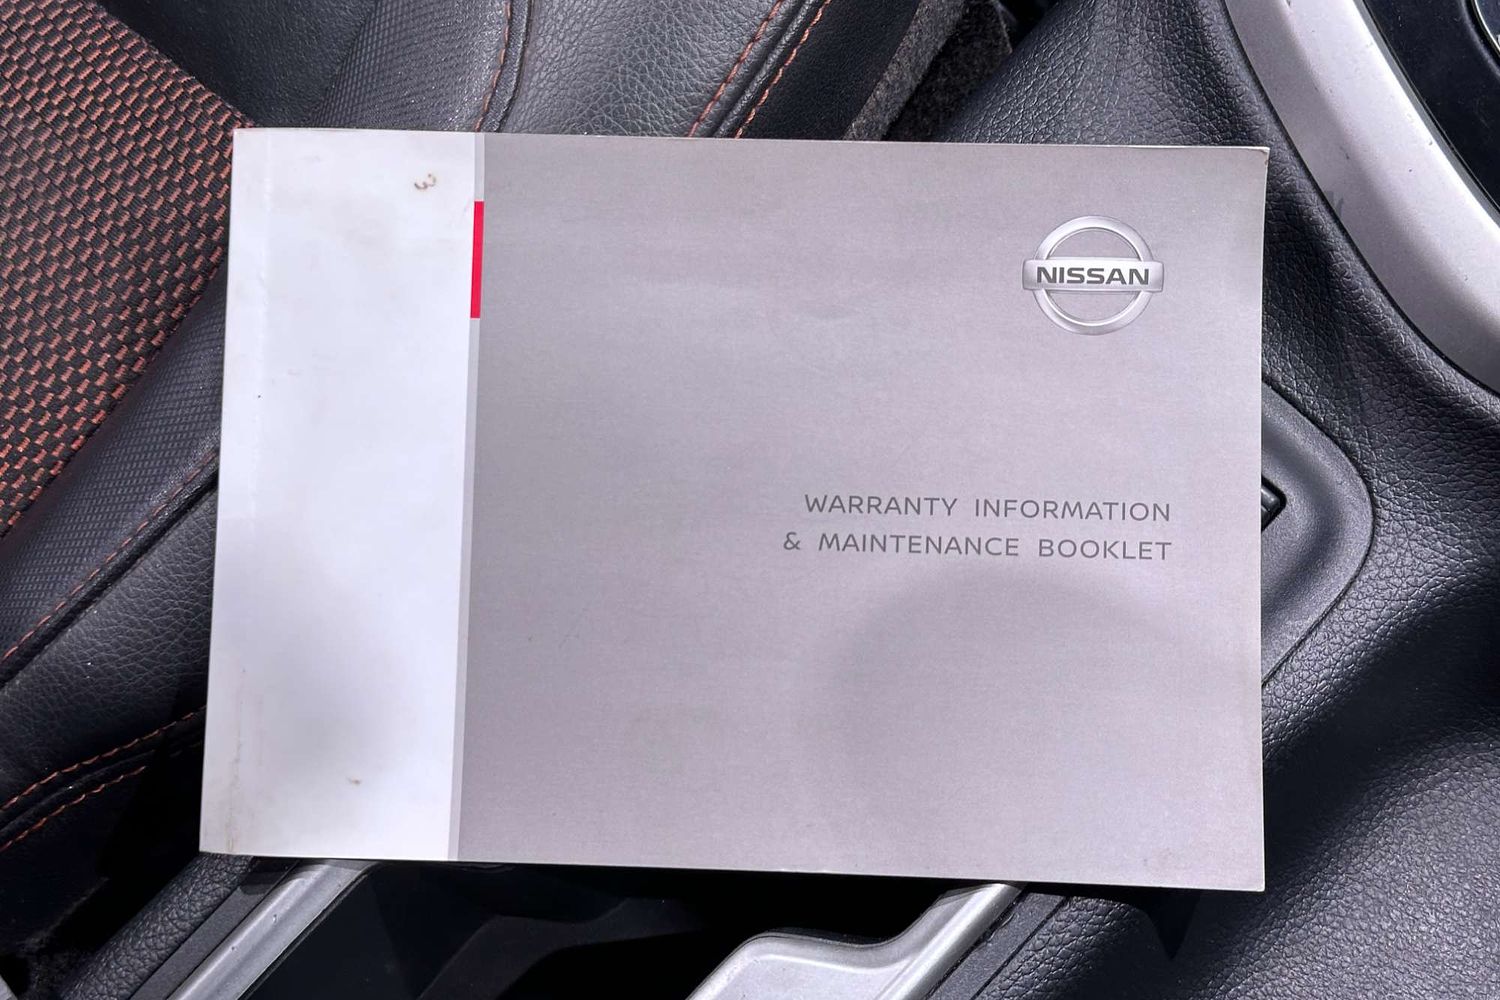 NISSAN
WARRANTY INFORMATION
& MAINTENANCE BOOKLET